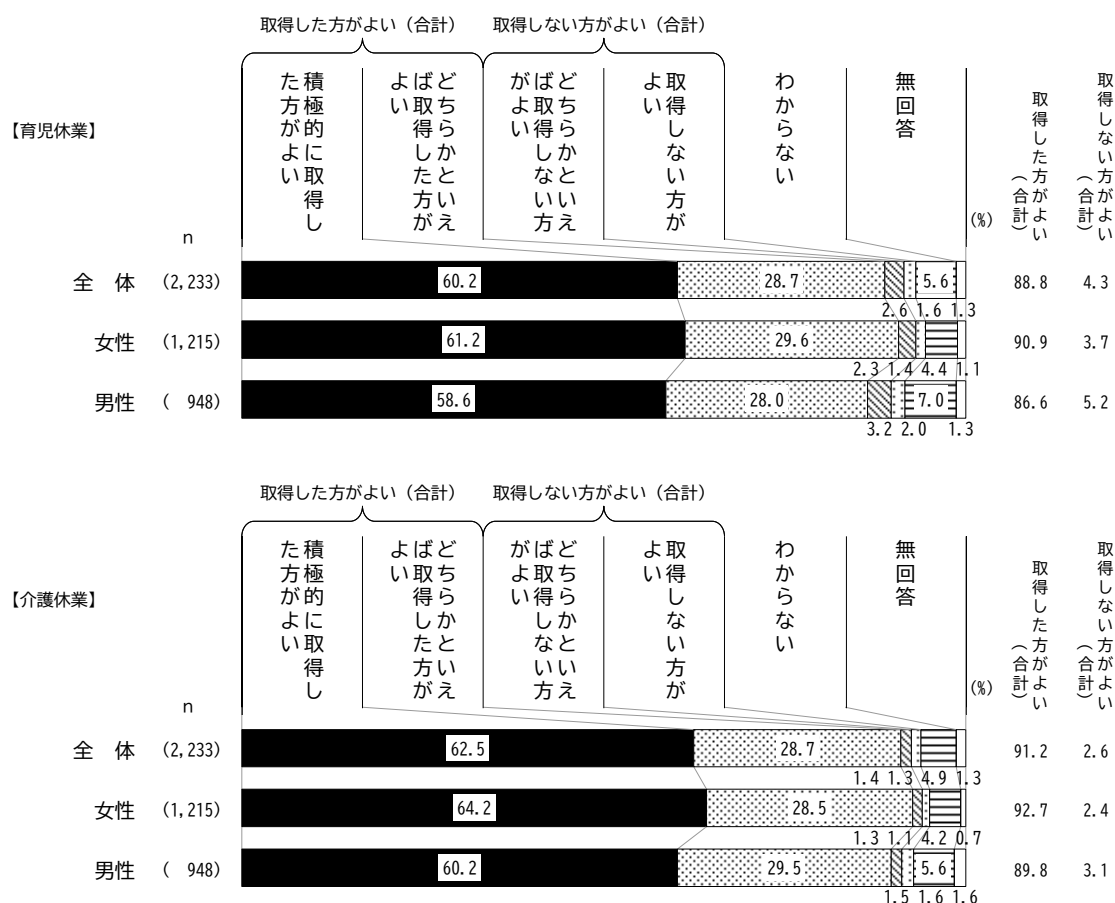 取得した方がよい（合計） 取得しない方がよい（合計）
【育児休業】
積極的に取得し
た方がよい
どちらかといえ
ば取得した方が
よい
どちらかといえ
ば取得しない方
がよい
取得しない方が
よい
わからない
無回答
(%)
取得した方がよい
（合計）
取得しない方がよい
（合計）
n
全 体 (2,233) 60.2 28.7 5.6 88.8 4.3
2.6 1.6 1.3
女性 (1,215) 61.2 29.6 90.9 3.7
2.3 1.4 4.4 1.1
男性 ( 948) 58.6 28.0 7.0 86.6 5.2
3.2 2.0 1.3
取得した方がよい（合計） 取得しない方がよい（合計）
【介護休業】
積極的に取得し
た方がよい
どちらかといえ
ば取得した方が
よい
どちらかといえ
ば取得しない方
がよい
取得しない方が
よい
わからない
無回答
(%)
取得した方がよい
（合計）
取得しない方がよい
（合計）
n
全 体 (2,233) 62.5 28.7 91.2 2.6
1.4 1.3 4.9 1.3
女性 (1,215) 64.2 28.5 92.7 2.4
1.3 1.1 4.2 0.7
男性 ( 948) 60.2 29.5 5.6 89.8 3.1
1.5 1.6 1.6